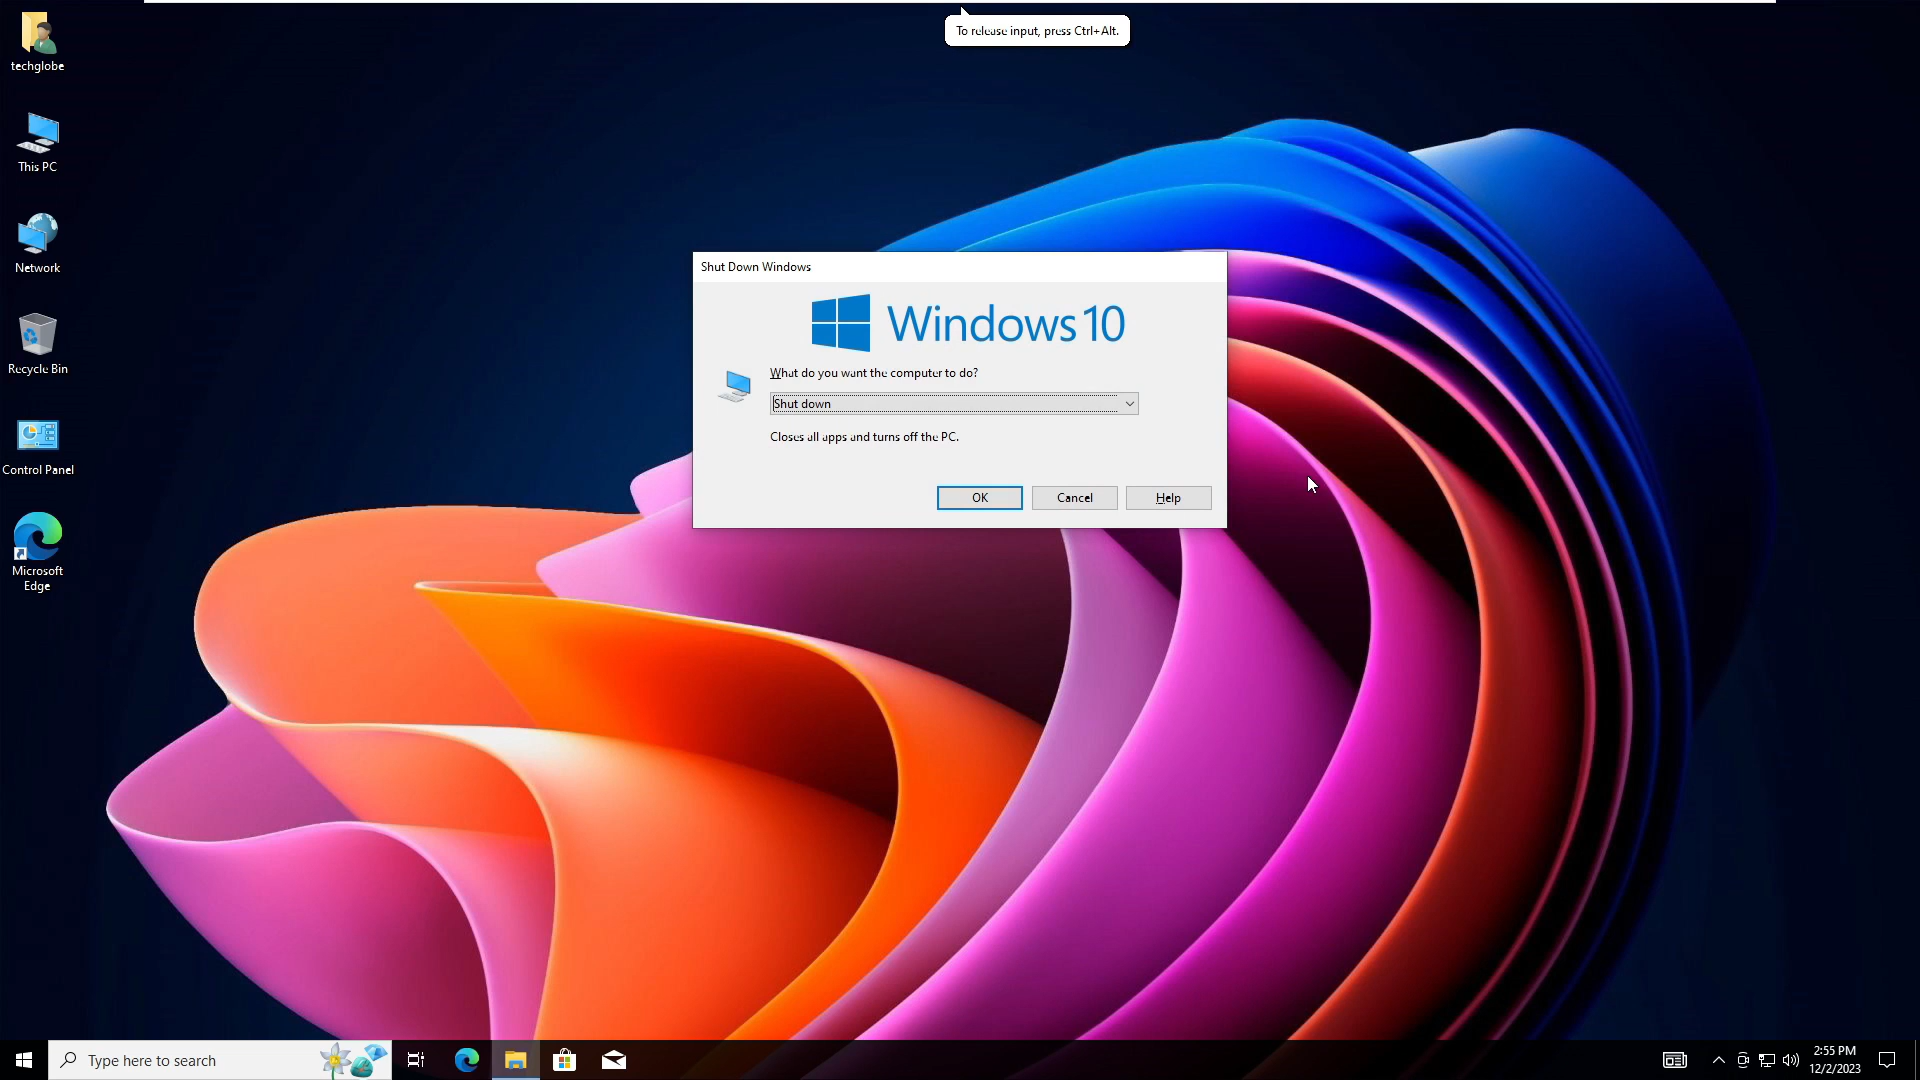 To release input, press Ctrl+Alt.
techglobe
This PC
Network
Recycle Bin
Control Panel
Microsoft
Edge
Shut Down Windows
Windows 10
What do you want the computer to do?
Shut down
Closes all apps and turns off the PC.
OK
Cancel
Help
Type here to search
2:55 PM
12/2/2023